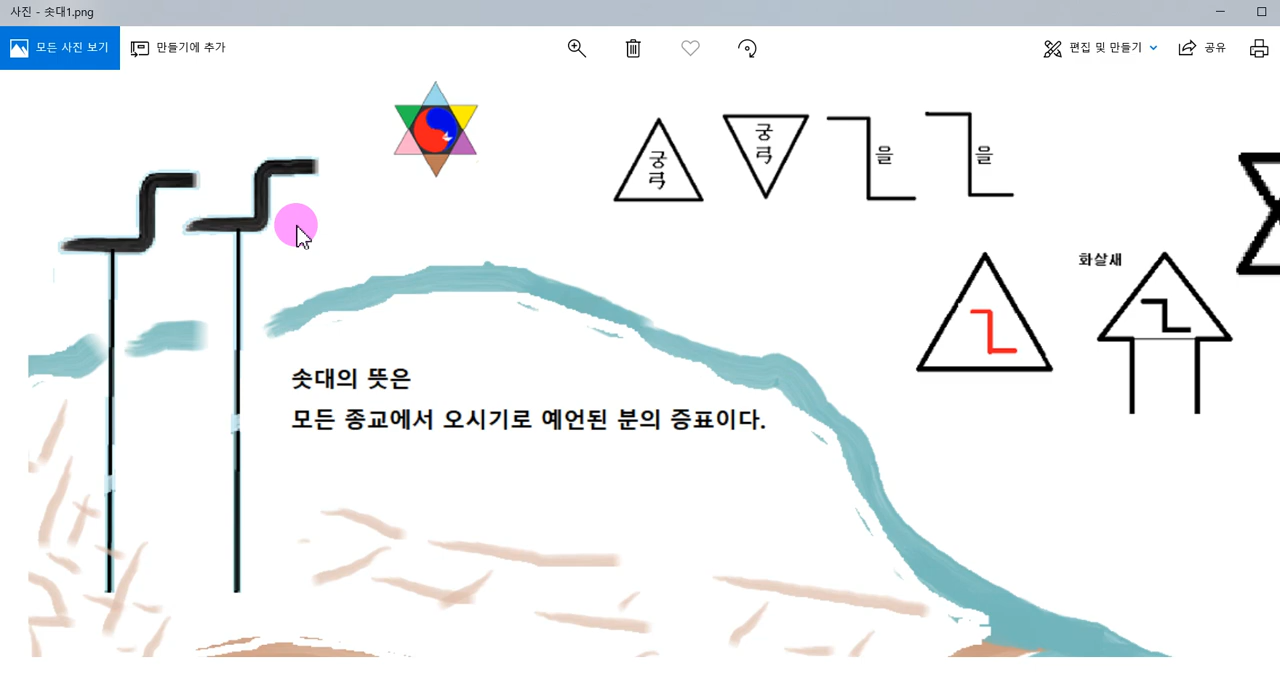 사진 - 솟대1.png
모든 사진 보기
만들기에 추가
편집 및 만들기
공유
궁
弓
궁
弓
을
을
화살새
솟대의 뜻은
모든 종교에서 오시기로 예언된 분의 증표이다.